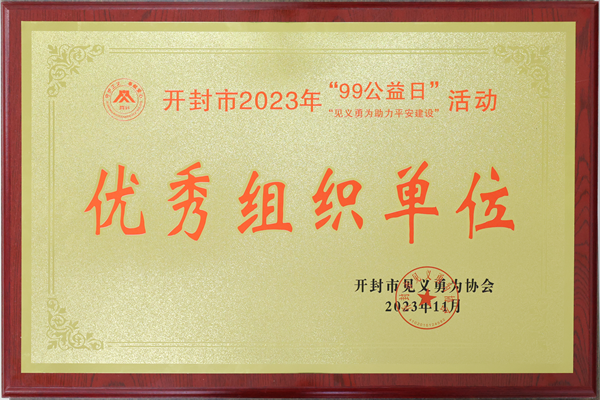 开封市2023年“99公益日”活动
“见义勇为助力平安建设”
优秀组织单位
开封市见义勇为协会
2023年11月